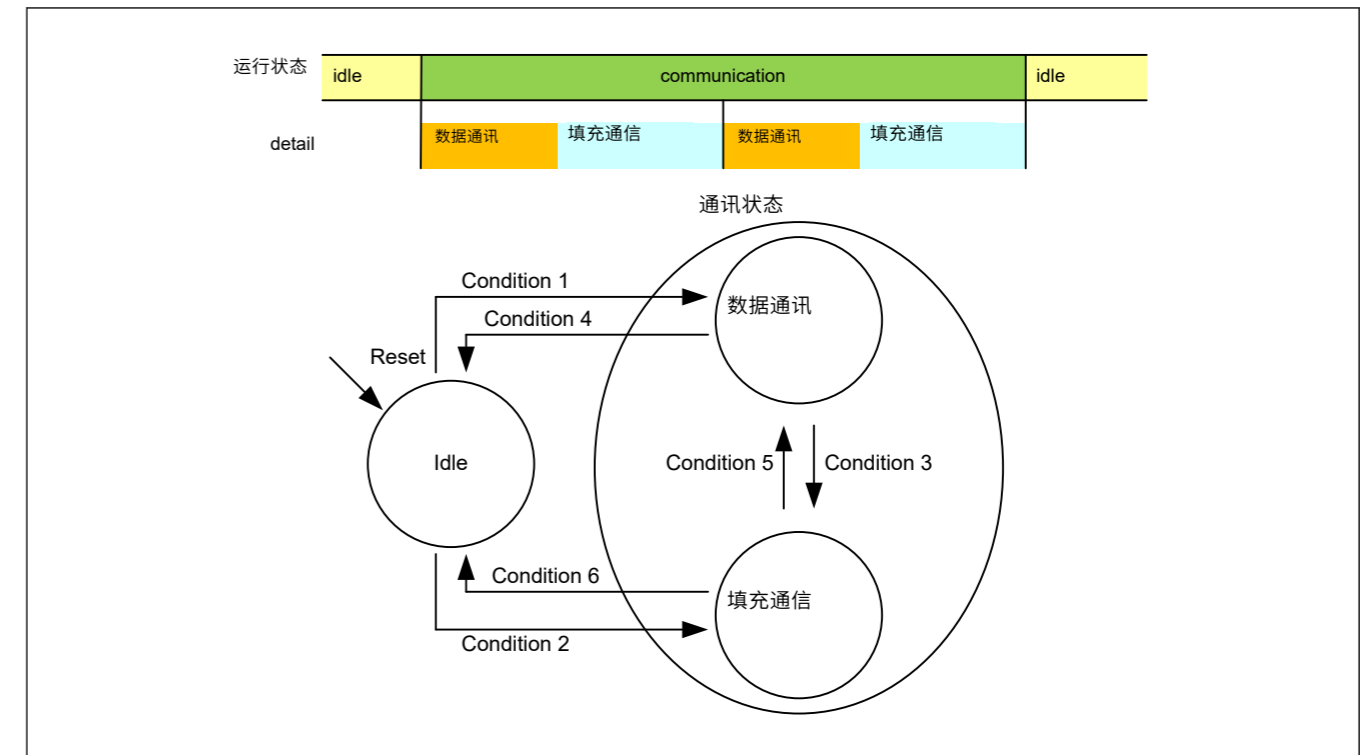 运行状态
idle
communication
idle
detail
数据通讯
填充通信
数据通讯
填充通信
通讯状态
Condition 1
数据通讯
Condition 4
Reset
Idle
Condition 5
Condition 3
Condition 6
填充通信
Condition 2